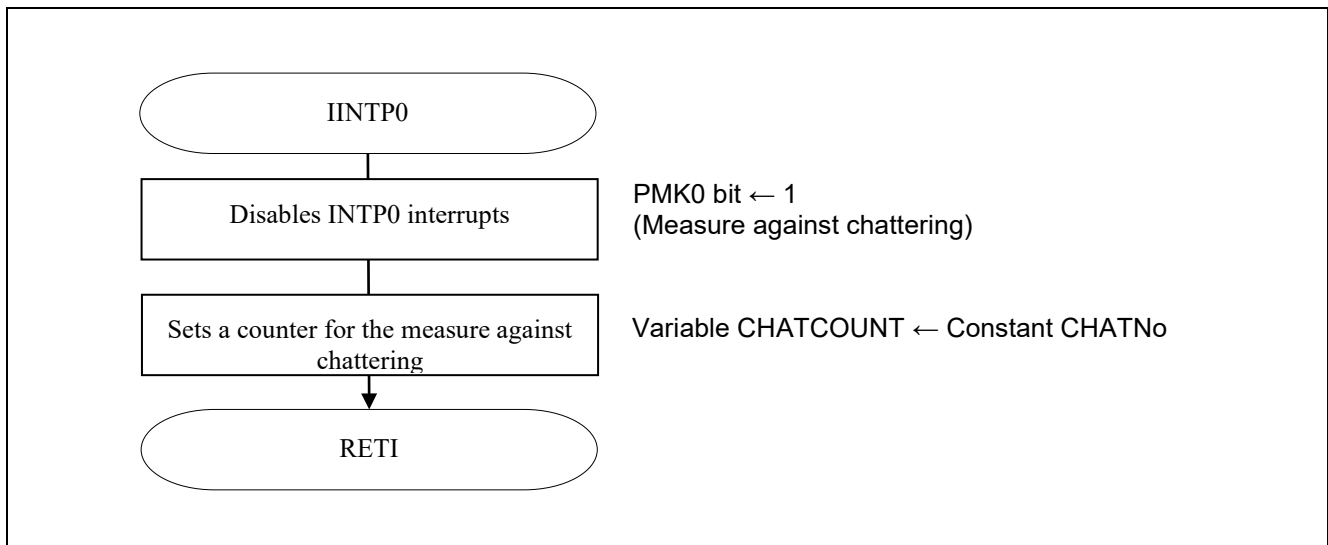 IINTP0
Disables INTP0 interrupts
PMK0 bit ← 1
(Measure against chattering)
Sets a counter for the measure against
chattering
Variable CHATCOUNT ← Constant CHATNo
RETI